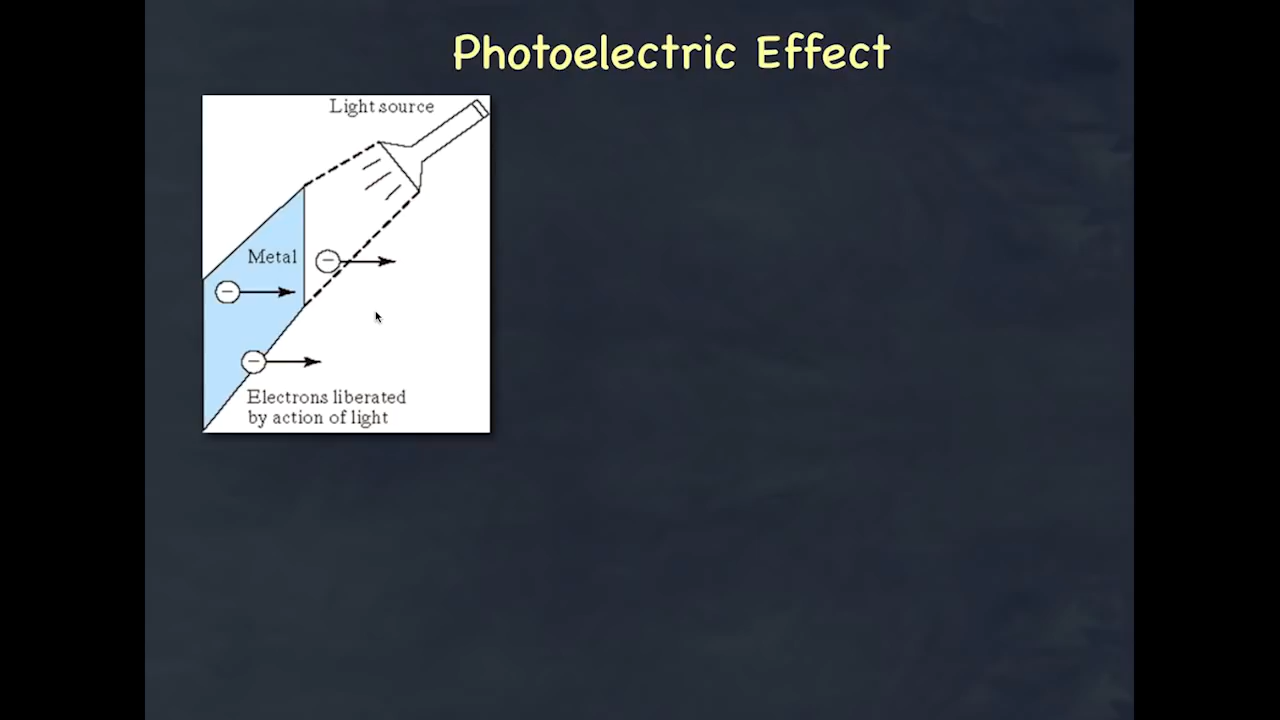 Photoelectric Effect
Light source
Metal
Electrons liberated
by action of light